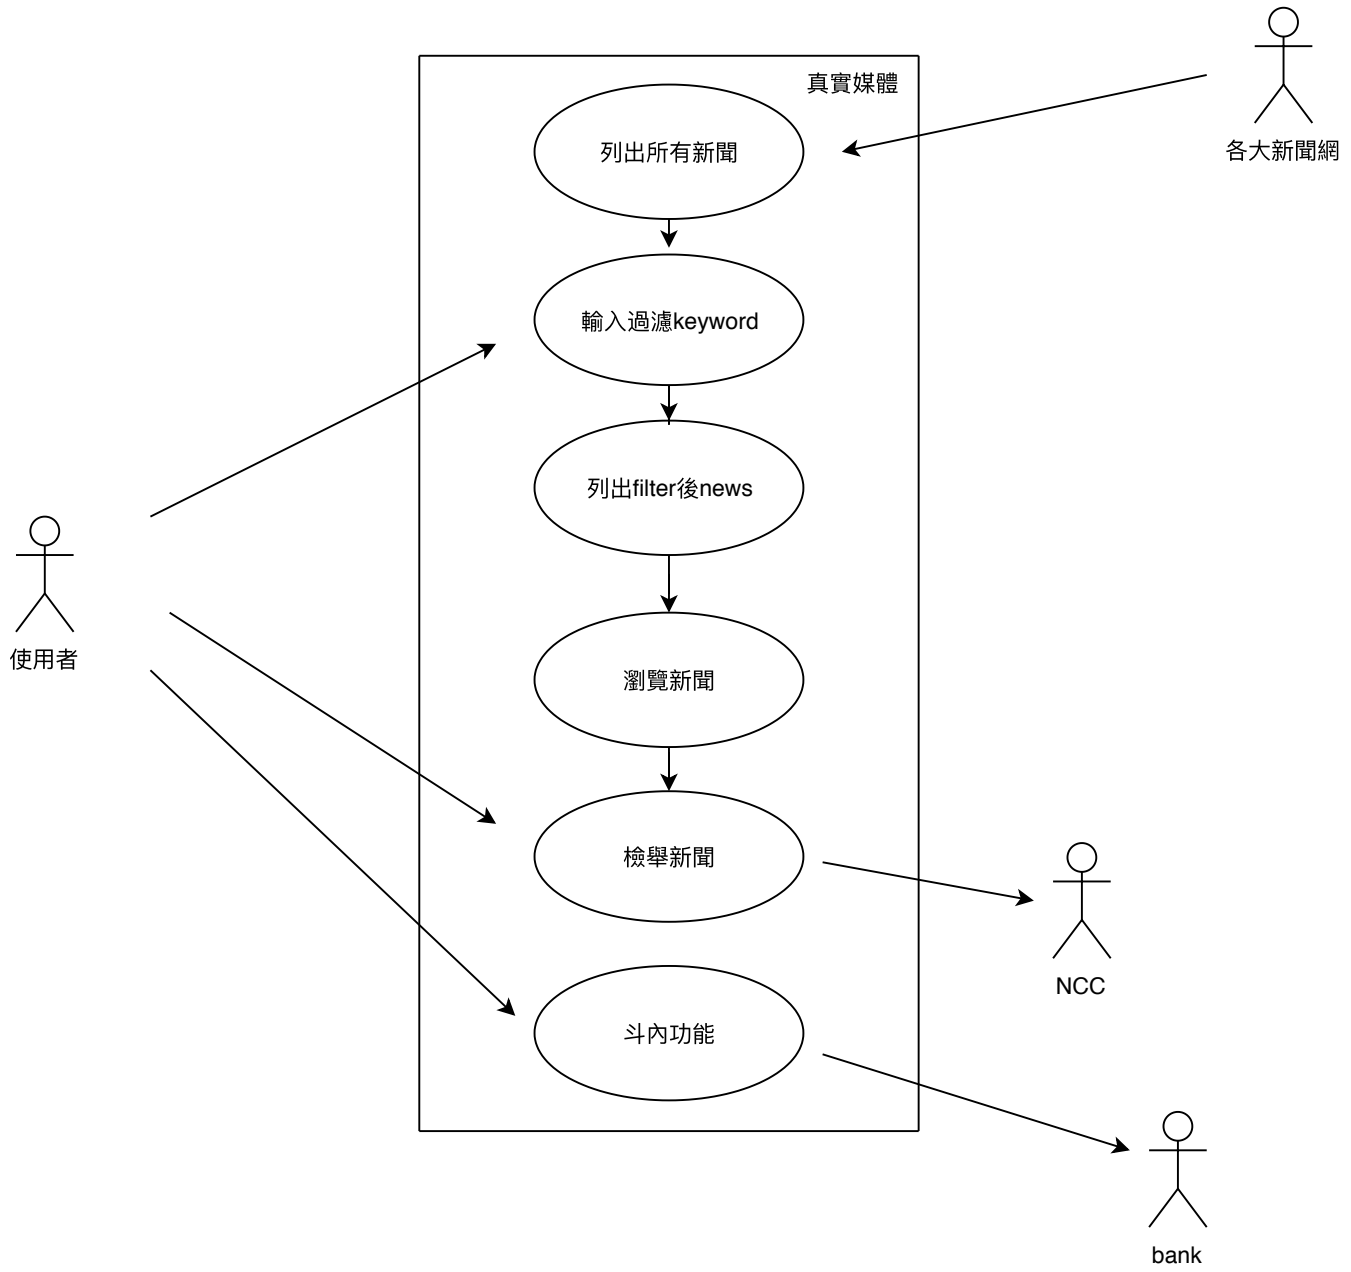 真實媒體
列出所有新聞
各大新聞網
輸入過濾keyword
列出filter後news
使用者
瀏覽新聞
檢舉新聞
NCC
斗內功能
bank